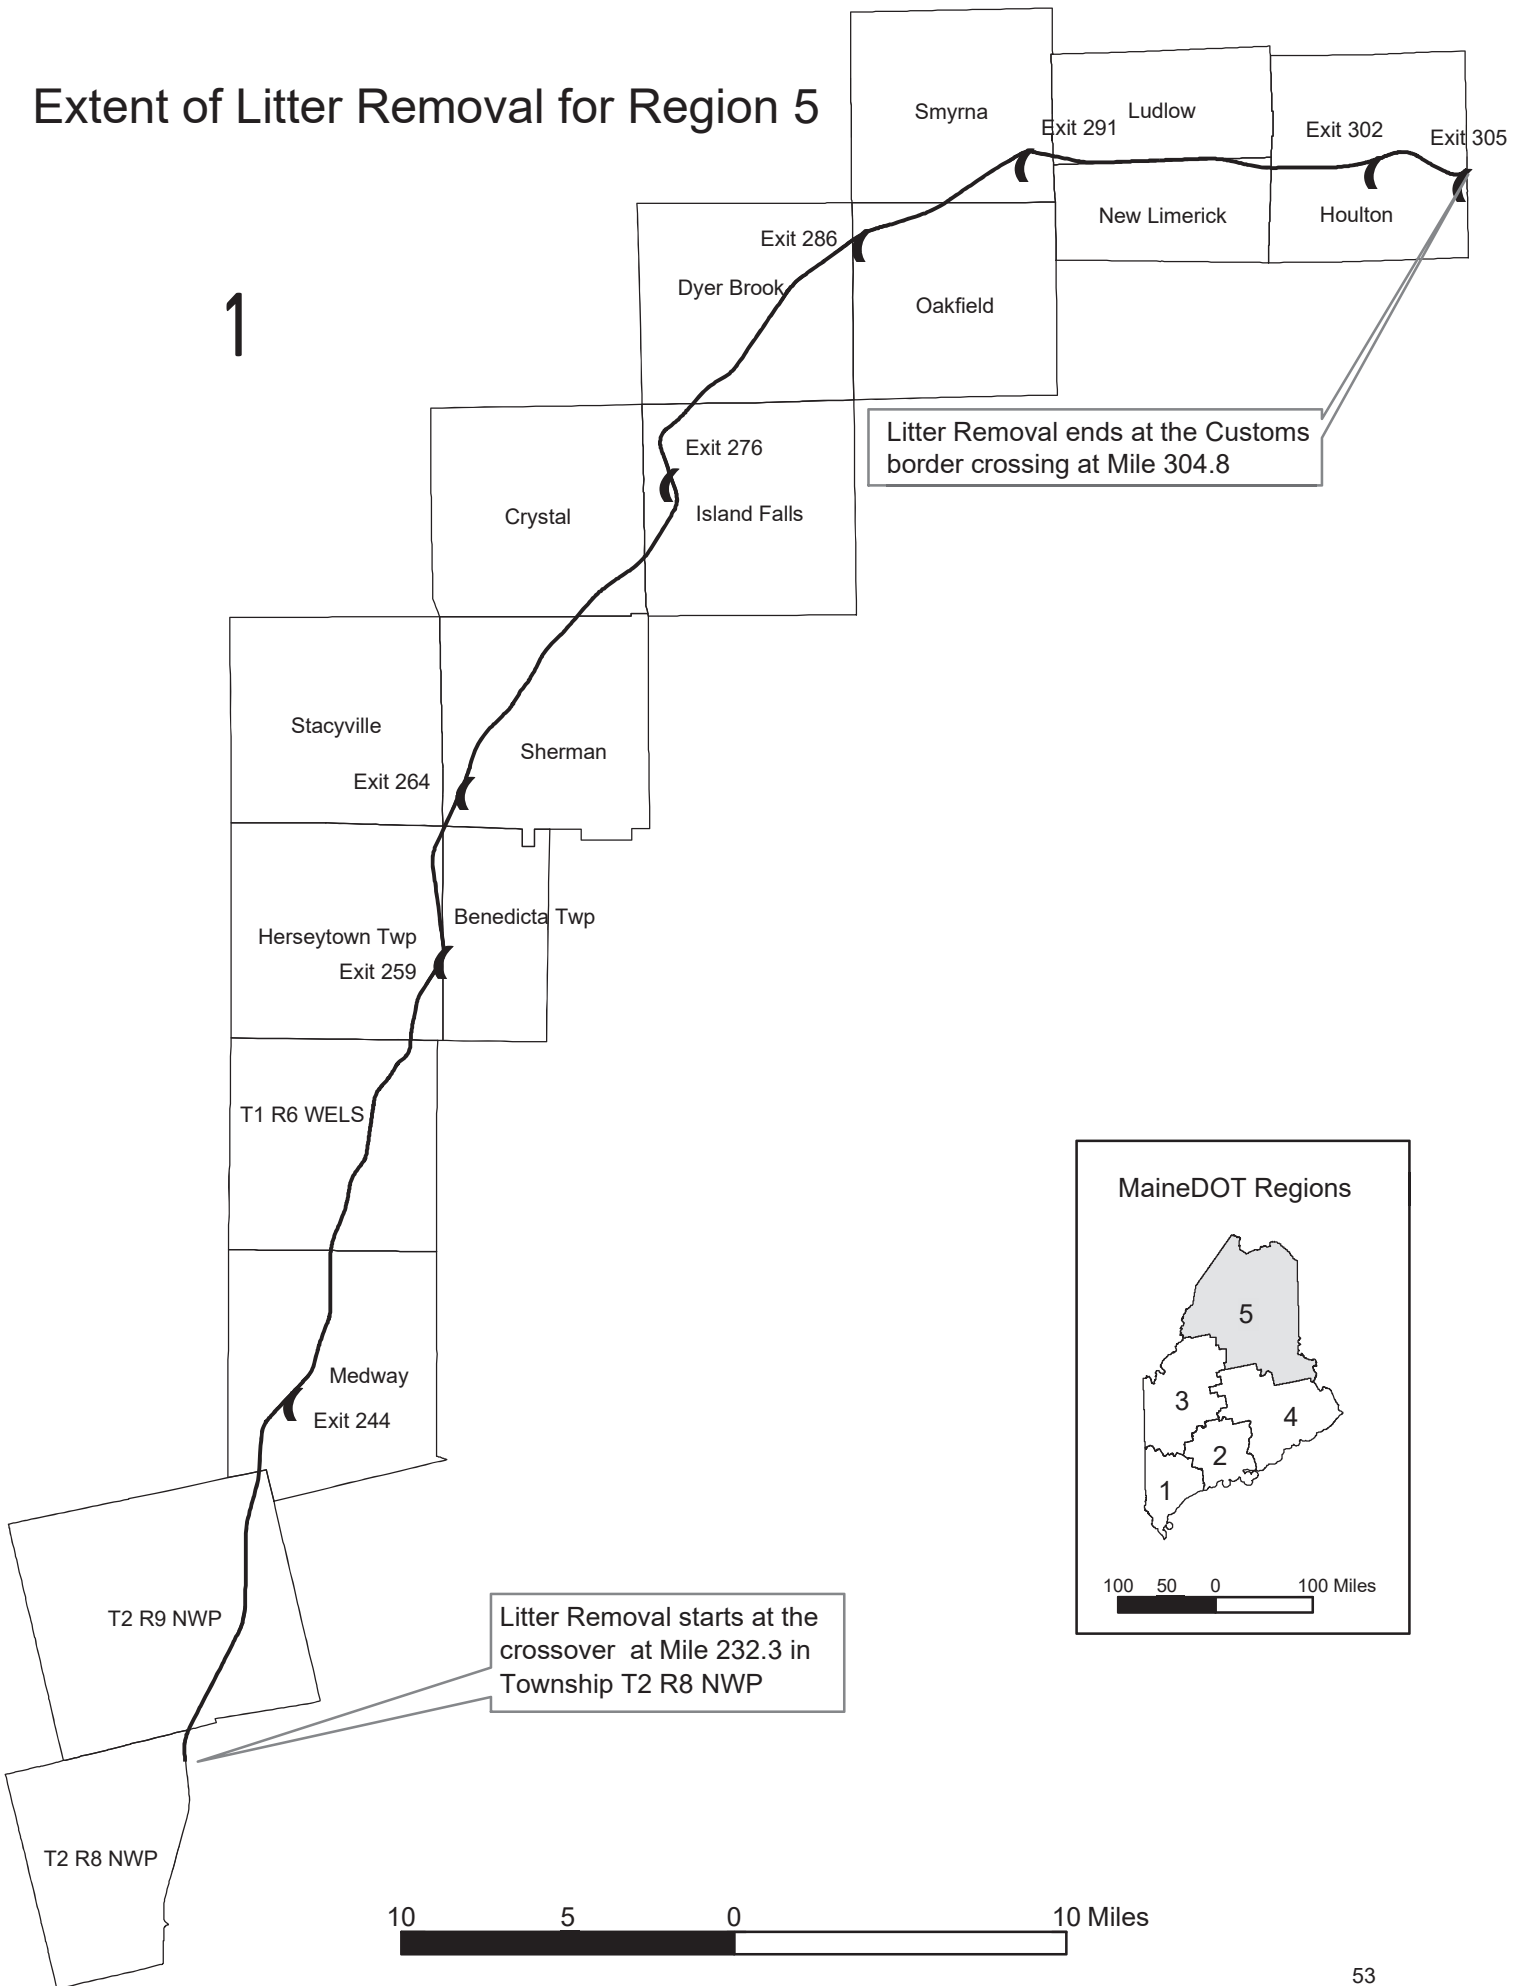 Extent of Litter Removal for Region 5
Smyrna
Ludlow
Exit 291
Exit 302
Exit 305
New Limerick
Houlton
Exit 286
Dyer Brook
Oakfield
1
Litter Removal ends at the Customs
border crossing at Mile 304.8
Exit 276
Crystal
Island Falls
Stacyville
Sherman
Exit 264
Benedicta Twp
Herseytown Twp
Exit 259
T1 R6 WELS
Medway
Exit 244
MaineDOT Regions
5
3
4
2
1
100 50 0 100 Miles
T2 R9 NWP
Litter Removal starts at the
crossover at Mile 232.3 in
Township T2 R8 NWP
T2 R8 NWP
10 5 0 10 Miles
53